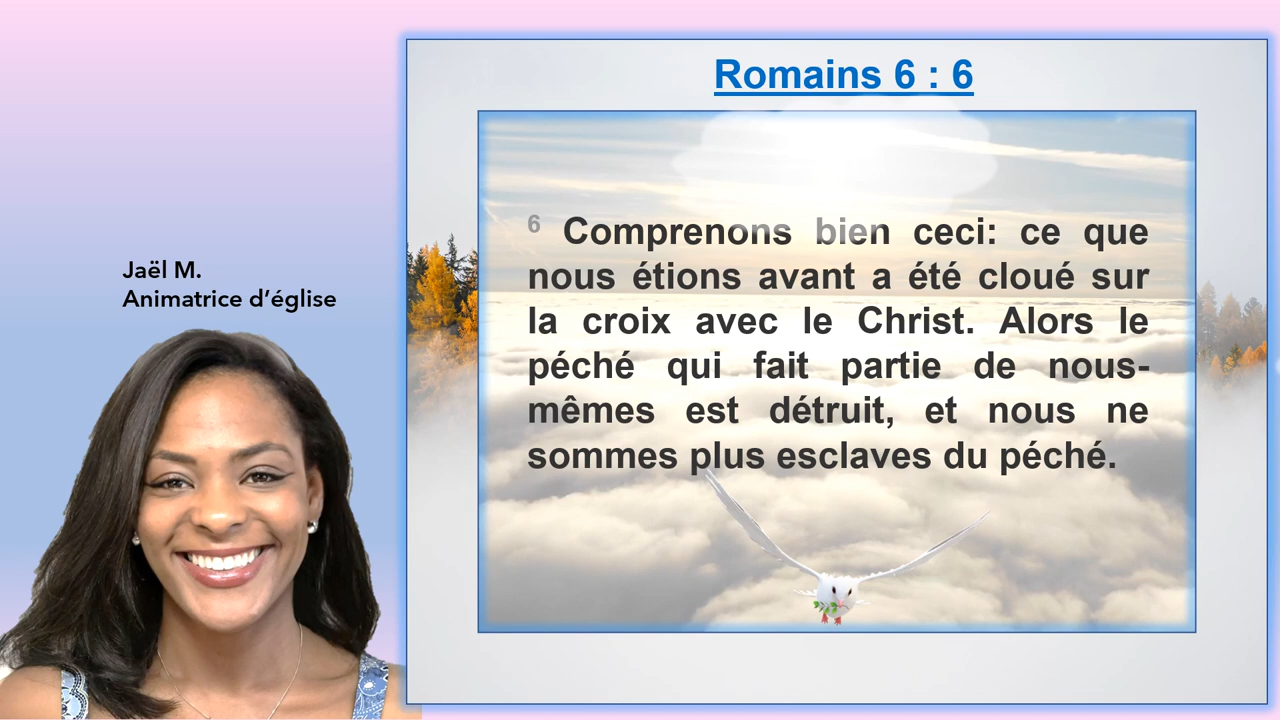 Romains 6 : 6
6 Comprenons bien ceci: ce que
nous étions avant a été cloué sur
la croix avec le Christ. Alors le
péché qui fait partie de nous-
mêmes est détruit, et nous ne
sommes plus esclaves du péché.
Jaël M.
Animatrice d’église